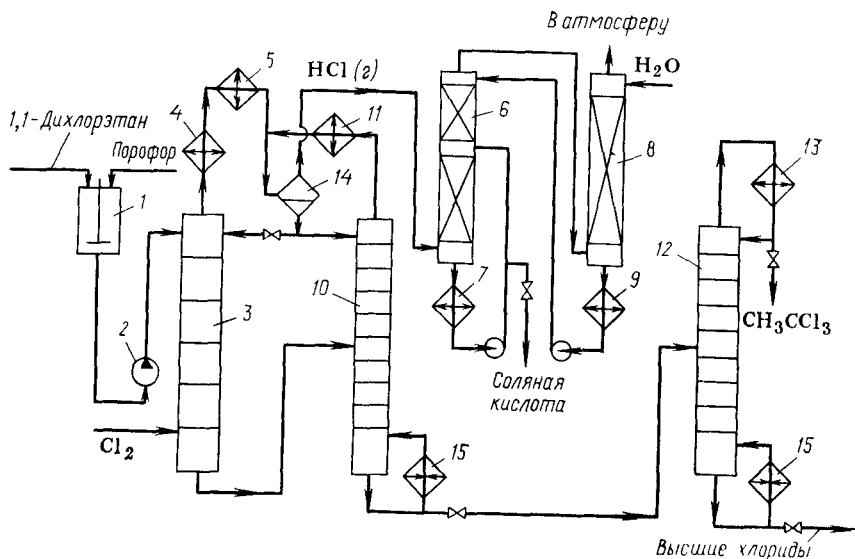 В атмосферу
5
HCl (г)
H₂O
11
6
4
1,1-Дихлорэтан
Порофор
13
8
14
1
12
10
7
9
3
2
CH₃CCl₃
Соляная
кислота
Cl₂
15
15
Высшие хлориды